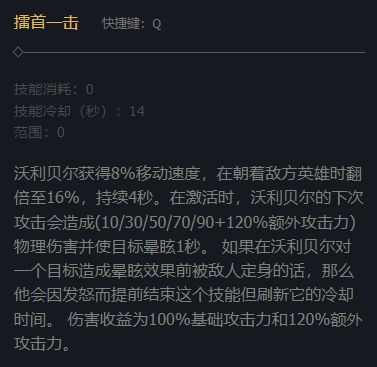 擂首一击 快捷键：Q
技能消耗：0
技能冷却（秒）：14
范围：0
沃利贝尔获得8%移动速度，在朝着敌方英雄时翻
倍至16%，持续4秒。在激活时，沃利贝尔的下次
攻击会造成(10/30/50/70/90+120%额外攻击力)
物理伤害并使目标晕眩1秒。 如果在沃利贝尔对
一个目标造成晕眩效果前被敌人定身的话，那么
他会因发怒而提前结束这个技能但刷新它的冷却
时间。 伤害收益为100%基础攻击力和120%额外
攻击力。